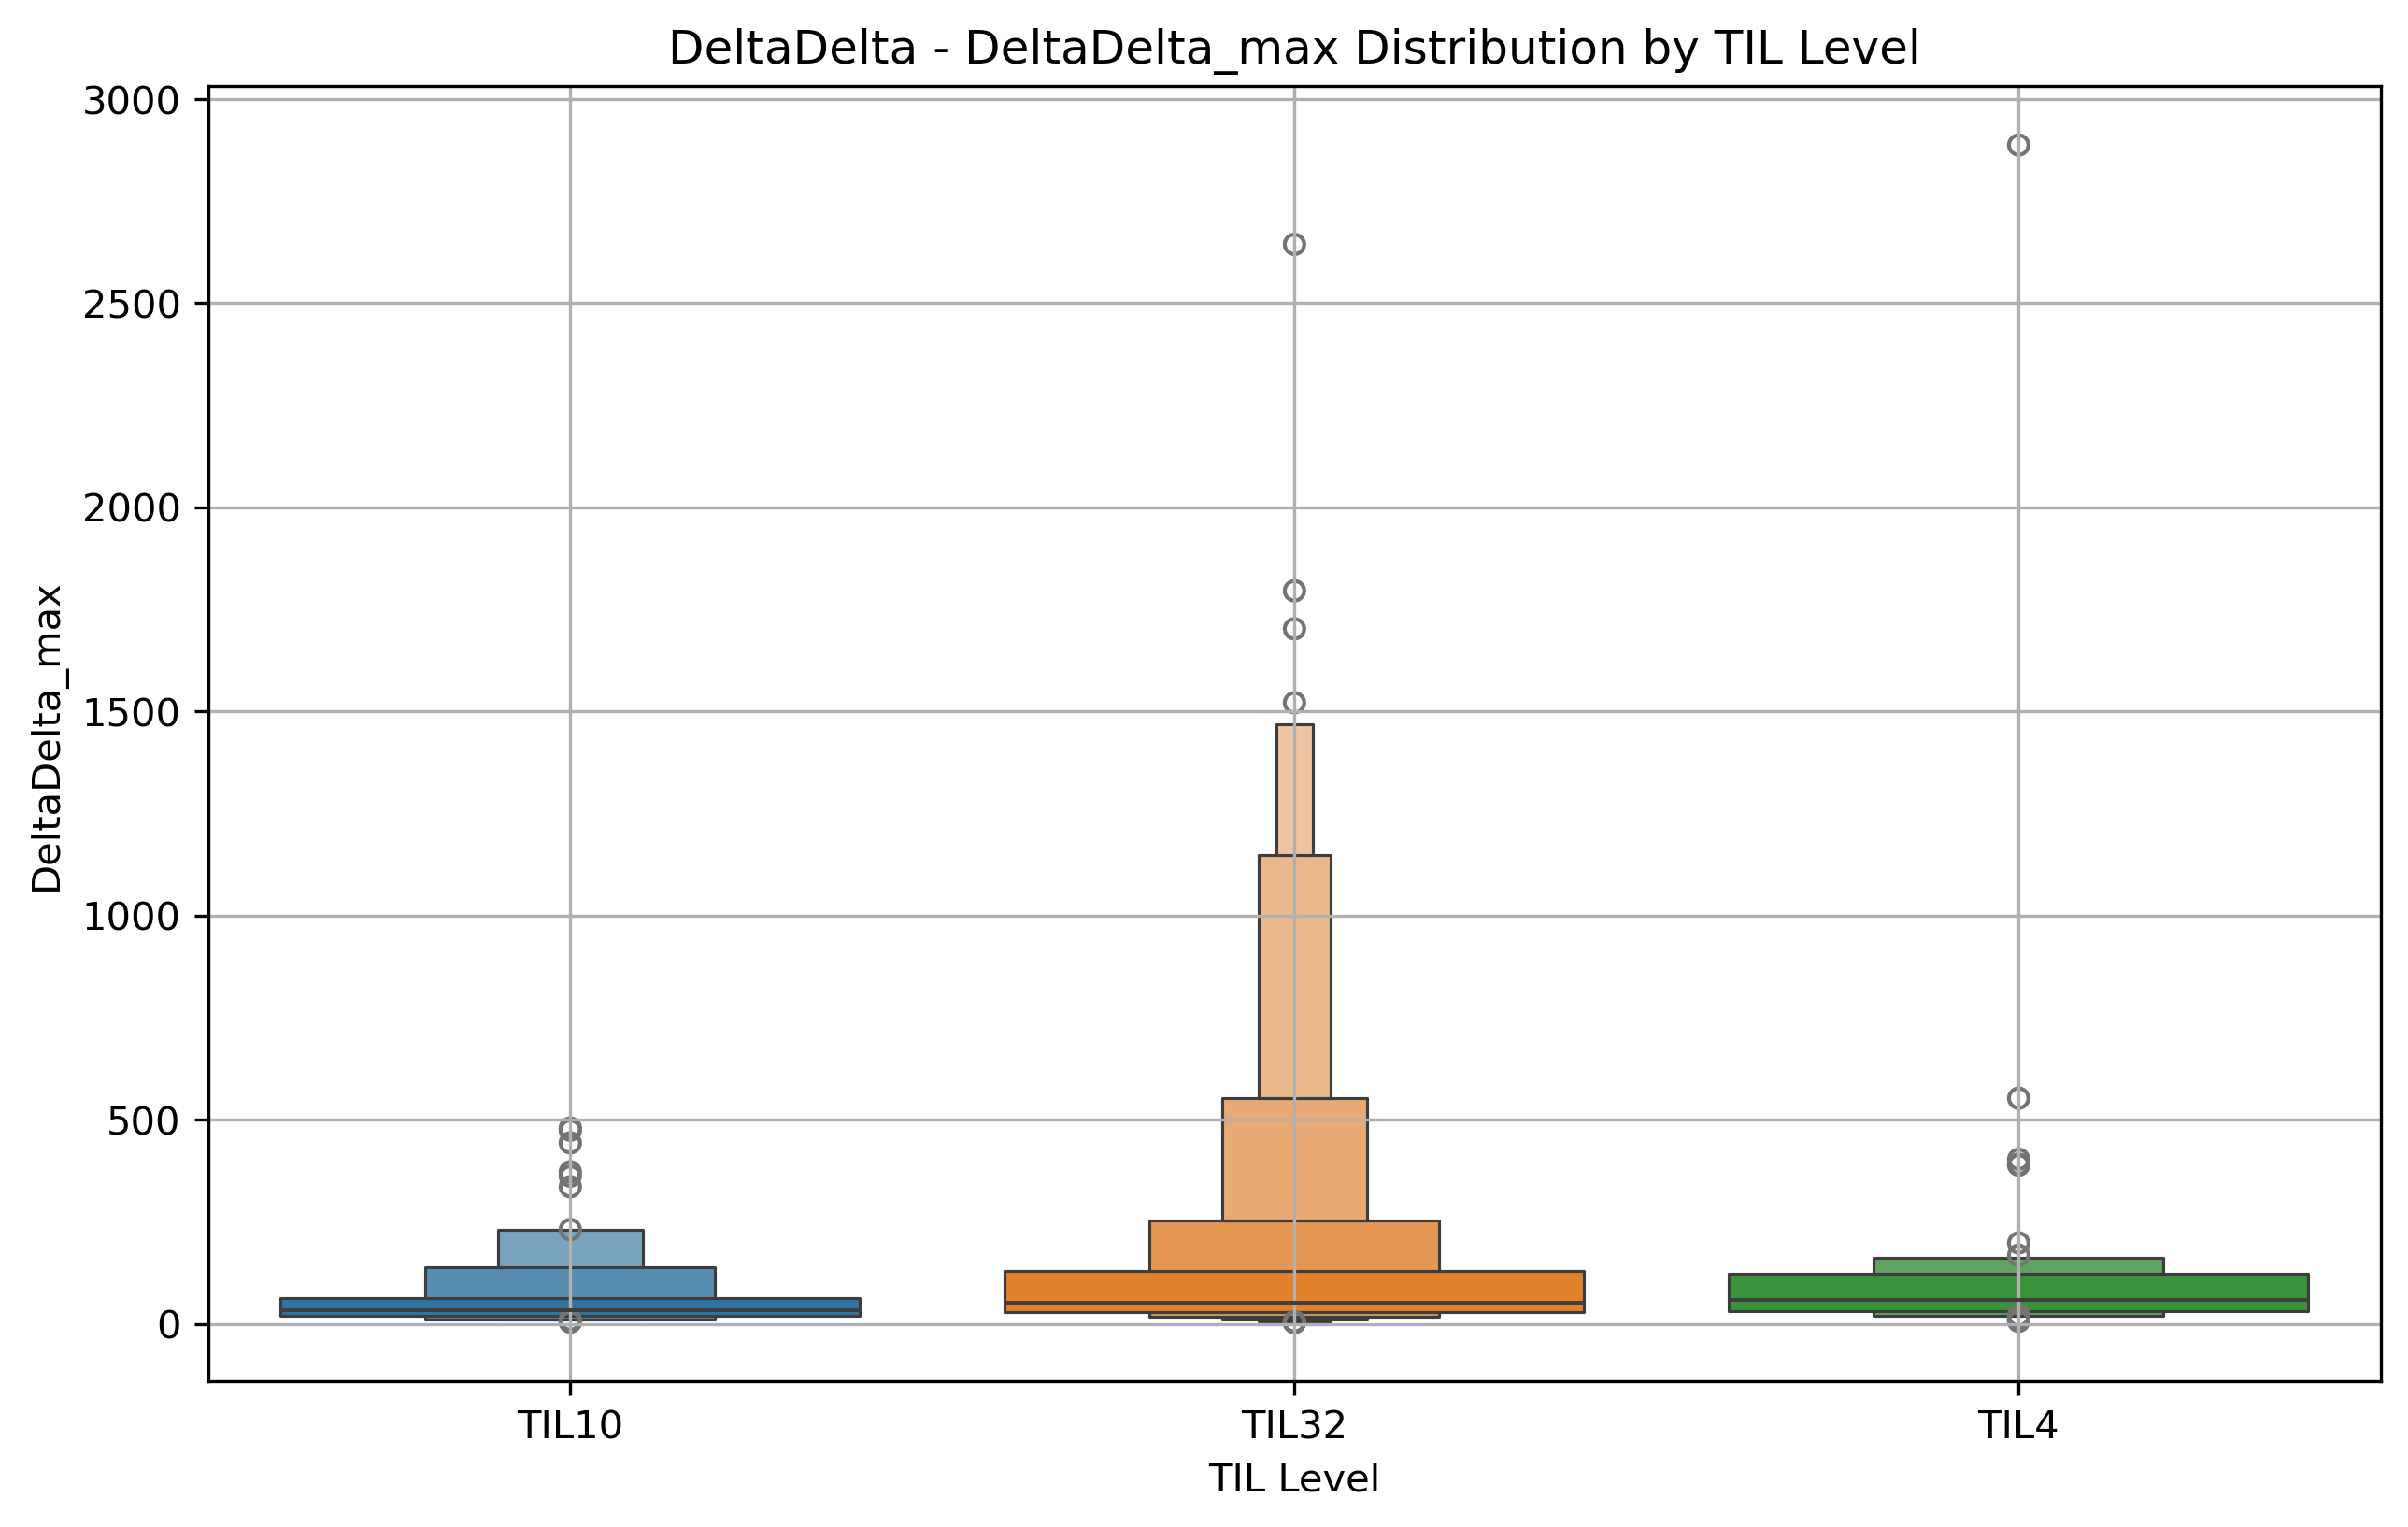 DeltaDelta - DeltaDelta_max Distribution by TIL Level
DeltaDelta_max
3000
2500
2000
1500
1000
500
0
TIL10
TIL32
TIL4
TIL Level